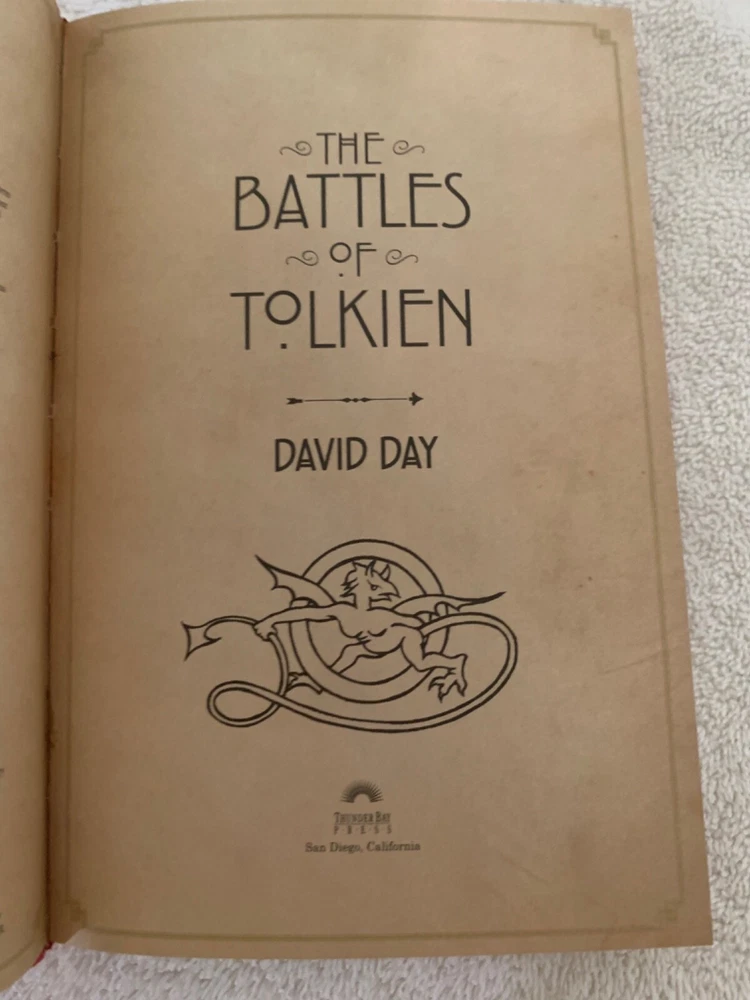 THE
BATTLES
OF
TOLKIEN
DAVID DAY
THUNDER BAY
PRESS
San Diego, California